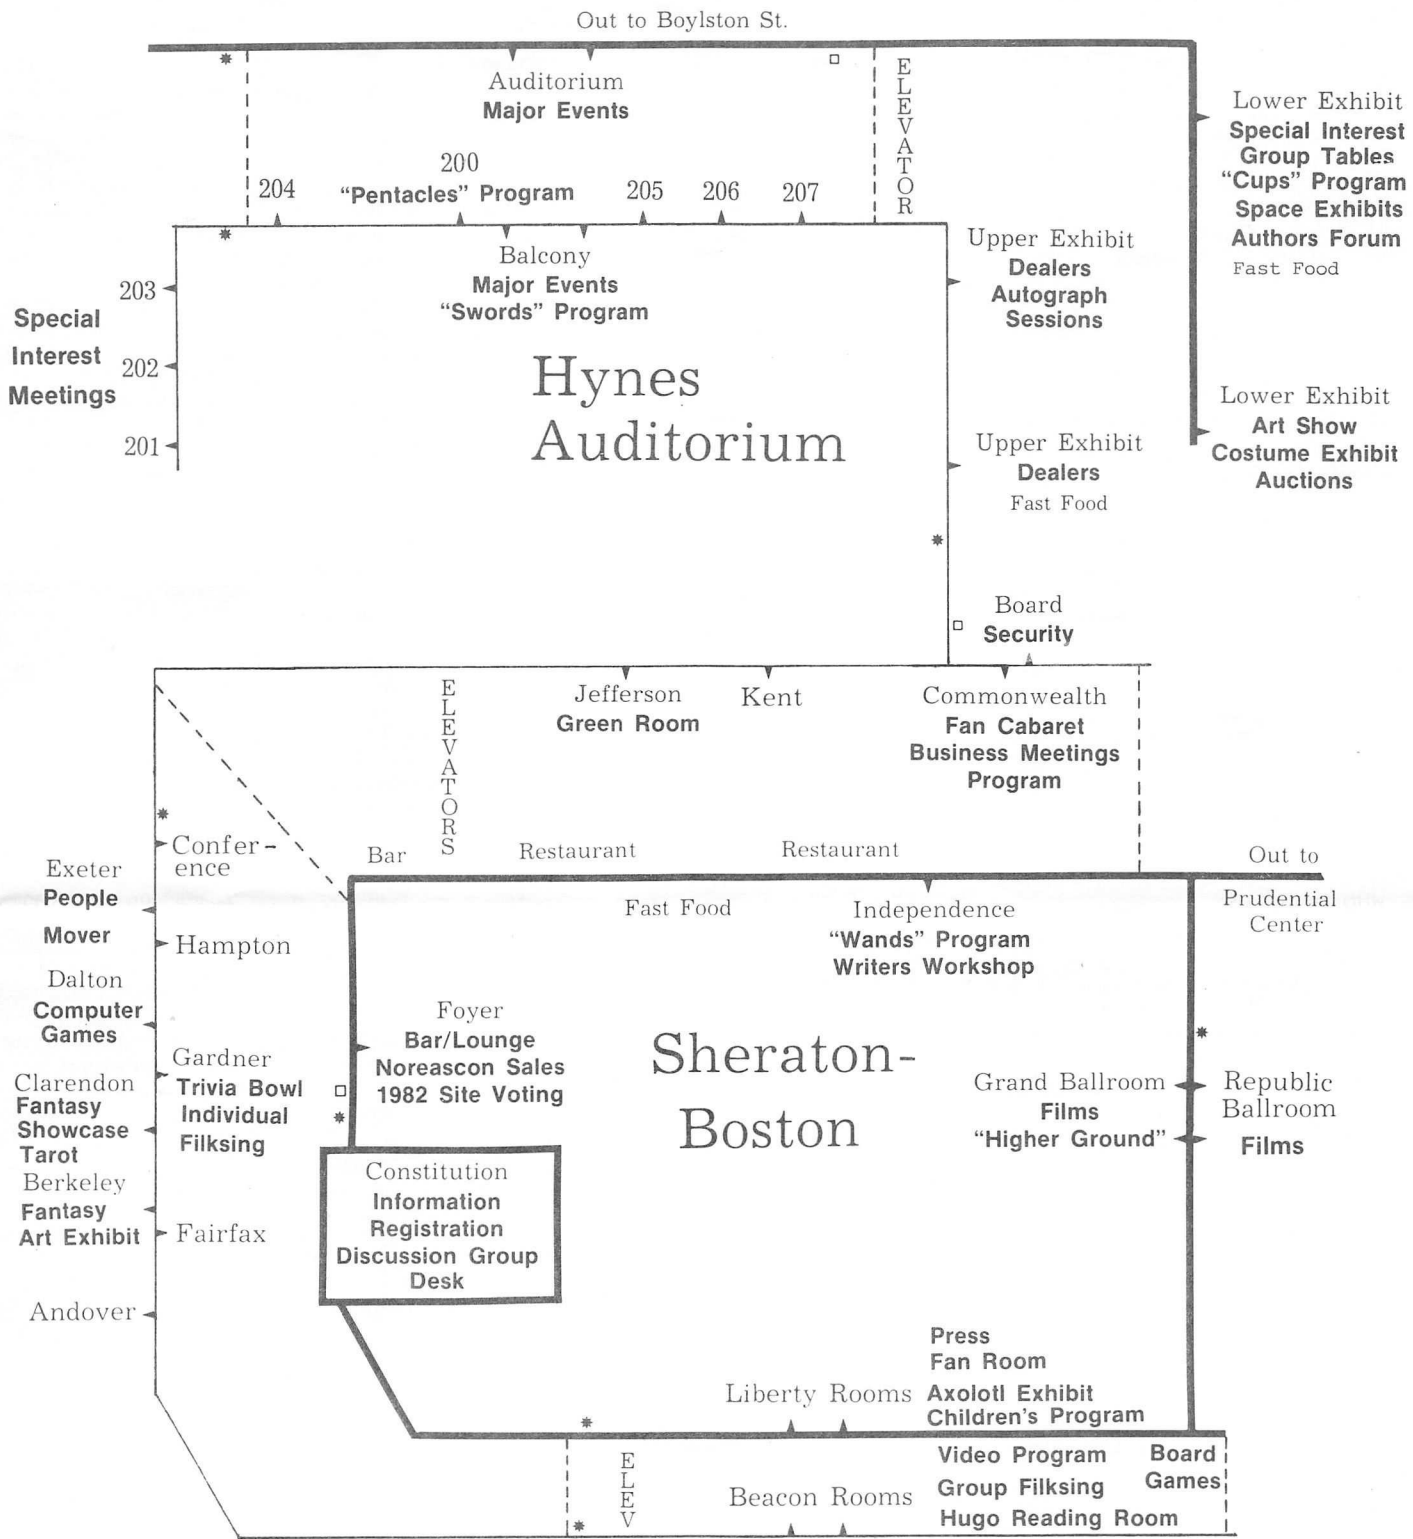 Out to Boylston St.
Auditorium
Major Events
ELEVATOR
Lower Exhibit
Special Interest
Group Tables
“Cups” Program
Space Exhibits
Authors Forum
Fast Food
204
200
“Pentacles” Program
205
206
207
Balcony
Major Events
“Swords” Program
Upper Exhibit
Dealers
Autograph
Sessions
203
202
201
Special
Interest
Meetings
Hynes
Auditorium
Upper Exhibit
Dealers
Fast Food
Lower Exhibit
Art Show
Costume Exhibit
Auctions
Board
Security
ELEVATORS
Jefferson
Green Room
Kent
Commonwealth
Fan Cabaret
Business Meetings
Program
Confer-
ence
Bar
Restaurant
Restaurant
Out to
Prudential
Center
Exeter
People
Mover
Hampton
Fast Food
Independence
“Wands” Program
Writers Workshop
Dalton
Computer
Games
Foyer
Bar/Lounge
Noreascon Sales
1982 Site Voting
Sheraton-
Boston
Gardner
Trivia Bowl
Individual
Filksing
Clarendon
Fantasy
Showcase
Tarot
Grand Ballroom
Films
“Higher Ground”
Republic
Ballroom
Films
Berkeley
Fantasy
Art Exhibit
Fairfax
Constitution
Information
Registration
Discussion Group
Desk
Andover
Liberty Rooms
Press
Fan Room
Axolotl Exhibit
Children’s Program
ELEV
Beacon Rooms
Video Program
Group Filksing
Hugo Reading Room
Board
Games